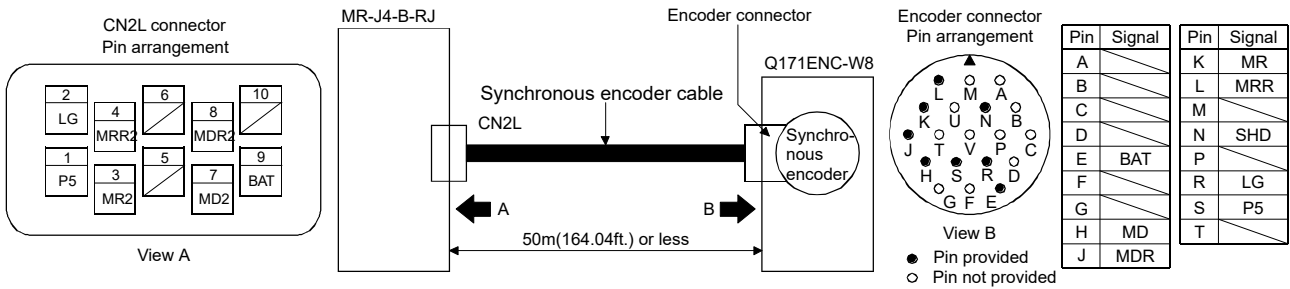 CN2L connector
Pin arrangement
2
LG
4
MRR2
6
8
MDR2
10
1
P5
3
MR2
5
7
MD2
9
BAT
View A
MR-J4-B-RJ
Encoder connector
Q171ENC-W8
Synchronous encoder cable
CN2L
Synchro-
nous
encoder
A
B
50m(164.04ft.) or less
Encoder connector
Pin arrangement
L M A
K U N B
J T V P C
H S R D
G F E
View B
Pin provided
Pin not provided
Pin Signal
A
B
C
D
E BAT
F
G
H MD
J MDR
Pin Signal
K MR
L MRR
M
N SHD
P
R LG
S P5
T